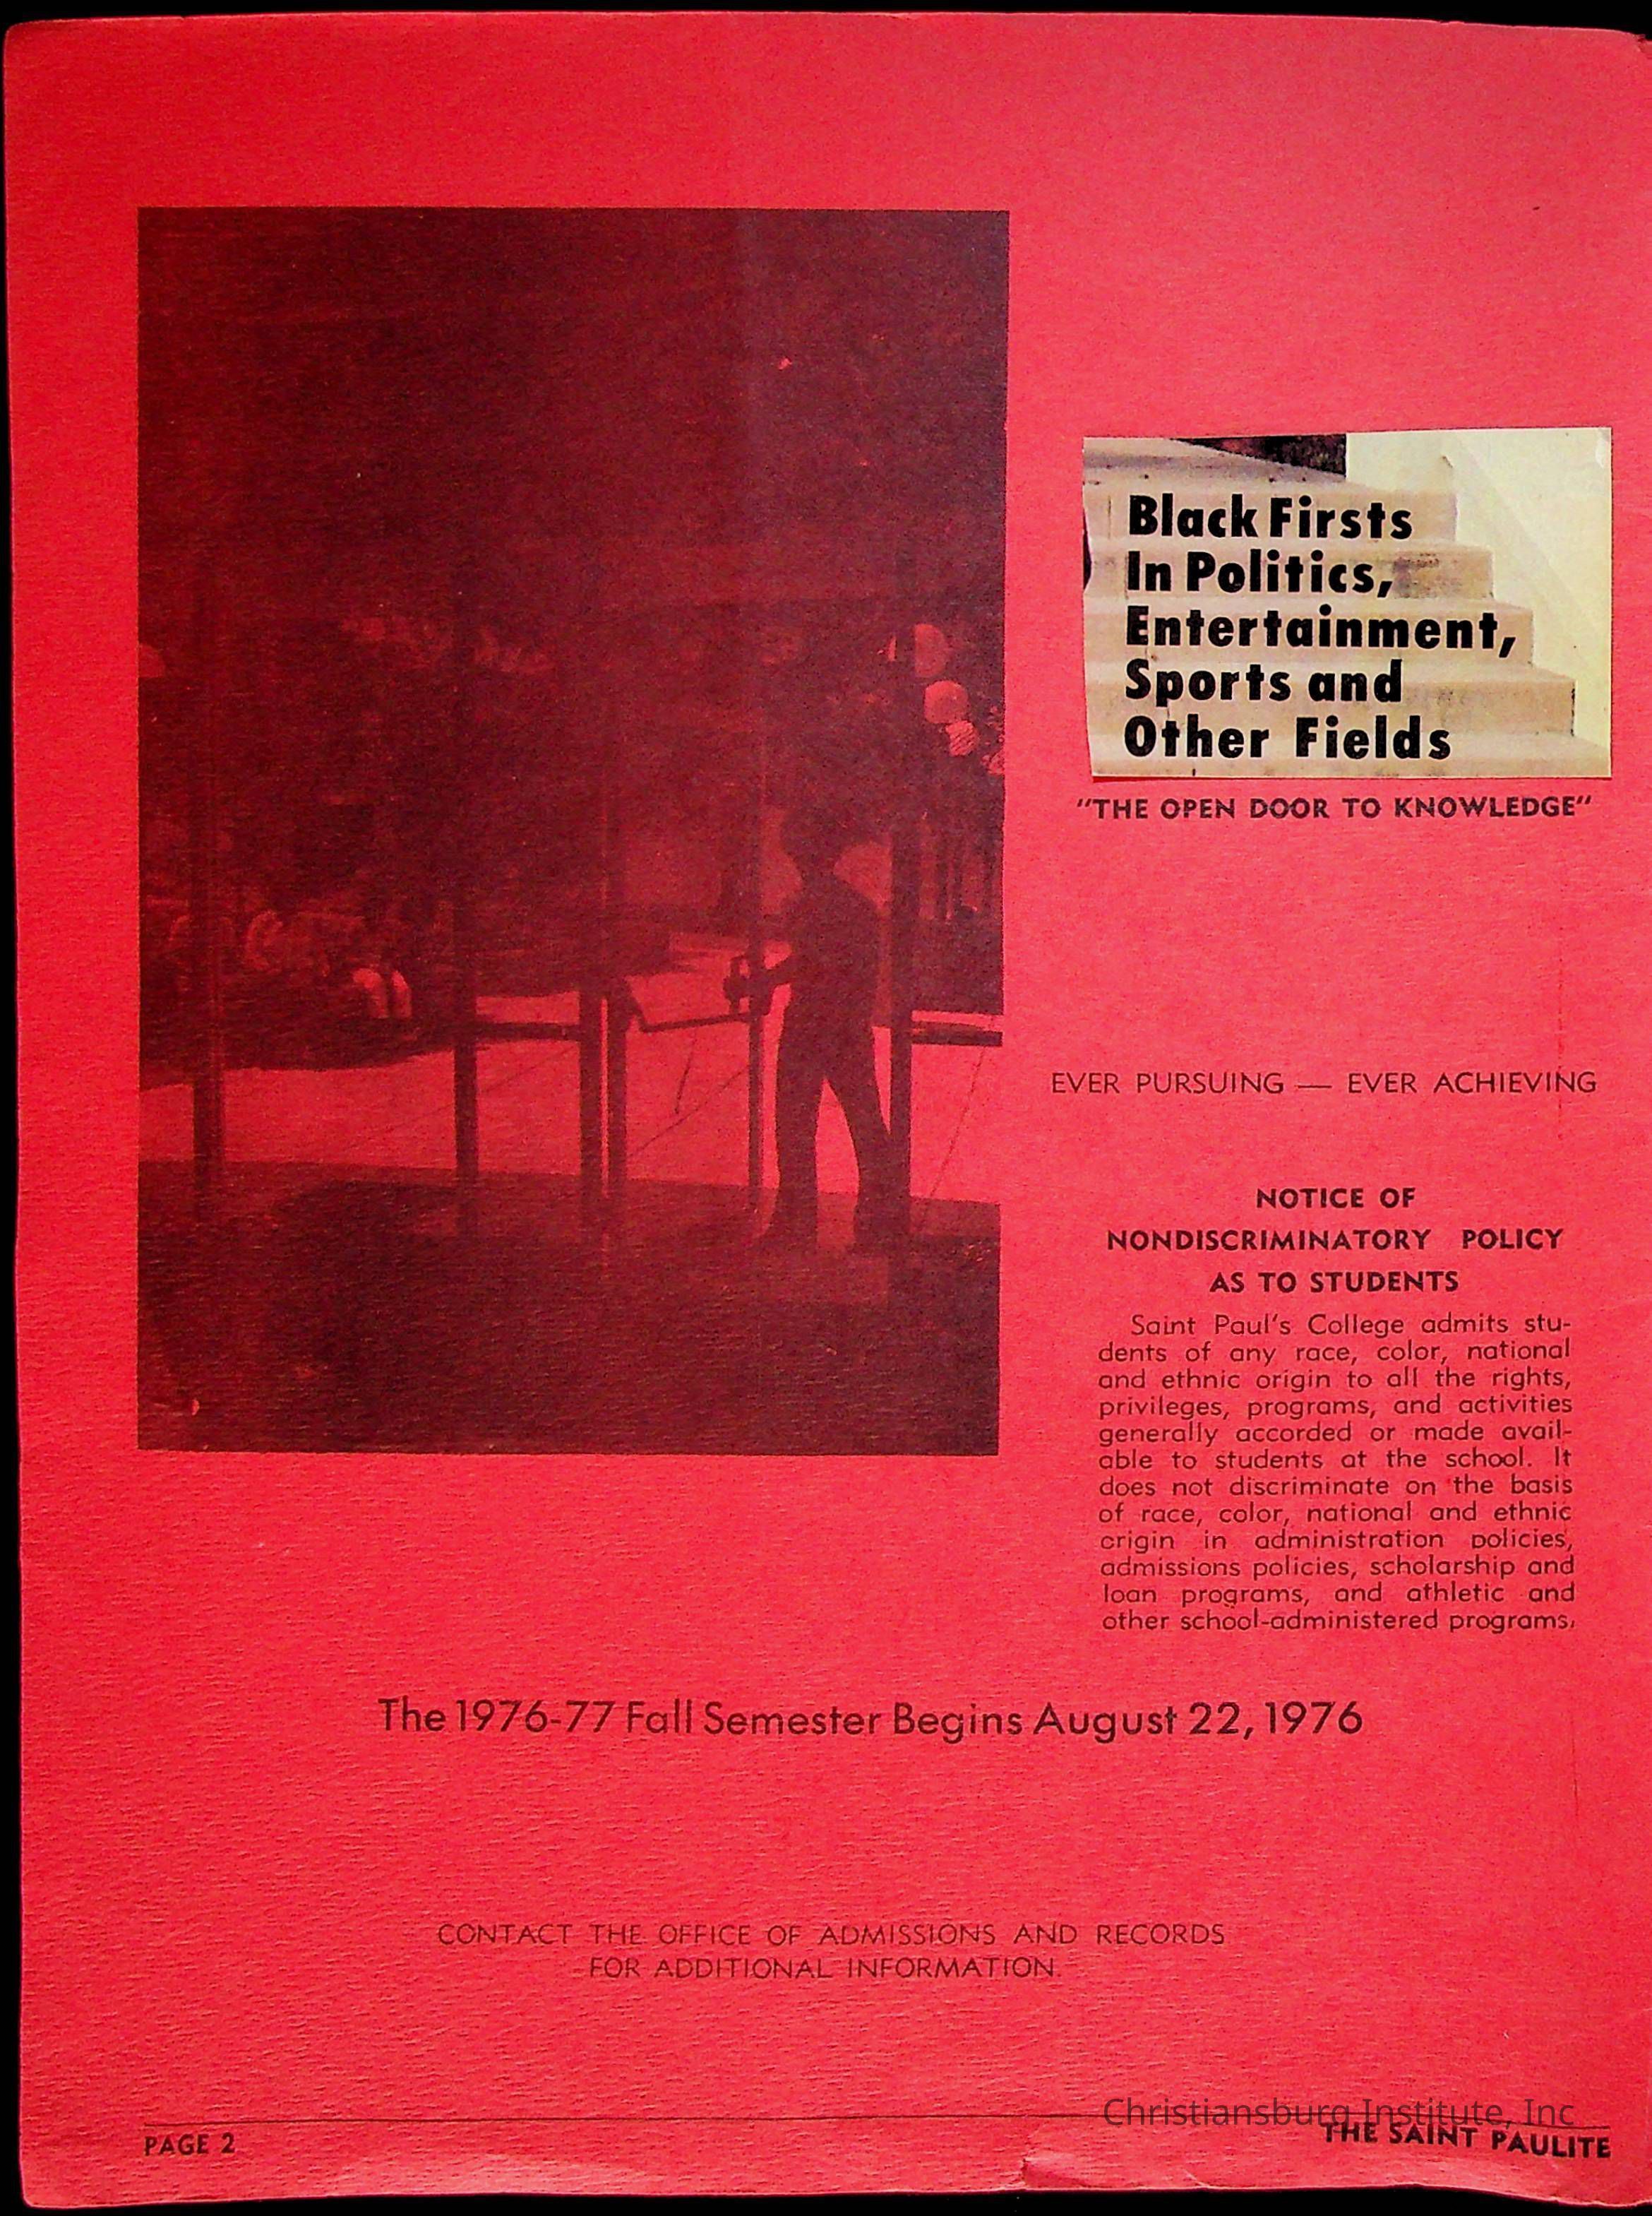 Black Firsts
In Politics,
Entertainment,
Sports and
Other Fields
"THE OPEN DOOR TO KNOWLEDGE"
EVER PURSUING — EVER ACHIEVING
NOTICE OF
NONDISCRIMINATORY POLICY
AS TO STUDENTS
Saint Paul's College admits stu-
dents of any race, color, national
and ethnic origin to all the rights,
privileges, programs, and activities
generally accorded or made avail-
able to students at the school. It
does not discriminate on the basis
of race, color, national and ethnic
origin in administration policies,
admissions policies, scholarship and
loan programs, and athletic and
other school-administered programs.
The 1976-77 Fall Semester Begins August 22, 1976
CONTACT THE OFFICE OF ADMISSIONS AND RECORDS
FOR ADDITIONAL INFORMATION.
Christiansburg Institute, Inc
PAGE 2
THE SAINT PAULITE